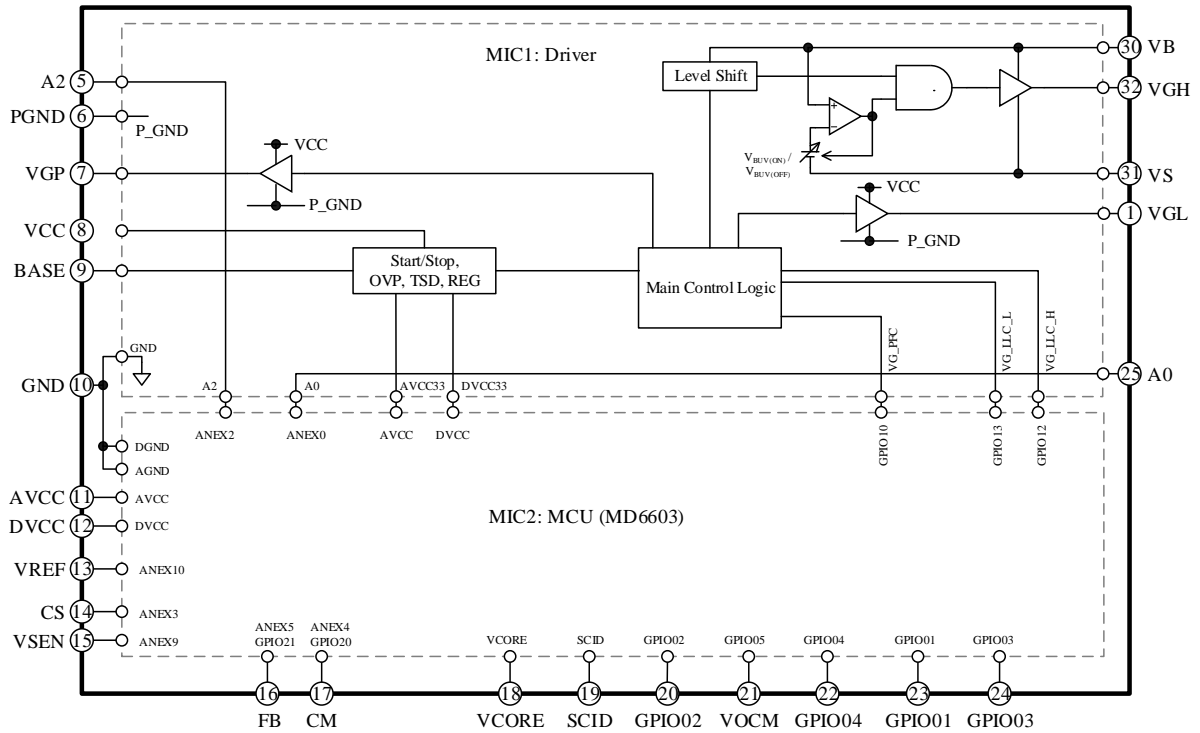 MIC1: Driver
30 VB
Level Shift
5 A2
32 VGH
6 PGND
P_GND
+
−
VCC
V_BUV(ON) /
V_BUV(OFF)
7 VGP
31 VS
VCC
P_GND
1 VGL
8 VCC
P_GND
9 BASE
Start/Stop,
OVP, TSD, REG
Main Control Logic
VG_PFC
VG_LLC_L
VG_LLC_H
GND
10 GND
25 A0
A2
A0
AVCC33
DVCC33
ANEX2
ANEX0
AVCC
DVCC
GPIO10
GPIO13
GPIO12
DGND
AGND
11 AVCC
AVCC
12 DVCC
DVCC
MIC2: MCU (MD6603)
13 VREF
ANEX10
14 CS
ANEX3
15 VSEN
ANEX9
ANEX5
GPIO21
ANEX4
GPIO20
VCORE
SCID
GPIO02
GPIO05
GPIO04
GPIO01
GPIO03
16 FB
17 CM
18 VCORE
19 SCID
20 GPIO02
21 VOCM
22 GPIO04
23 GPIO01
24 GPIO03